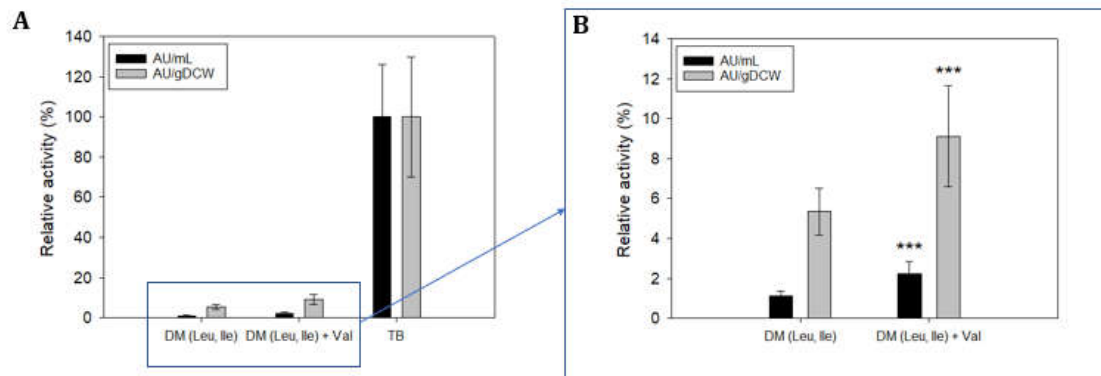 A
140
120
100
80
60
40
20
0
Relative activity (%)
AU/mL
AU/gDCW
DM (Leu, Ile)
DM (Leu, Ile) + Val
TB
B
14
12
10
8
6
4
2
0
Relative activity (%)
AU/mL
AU/gDCW
***
***
DM (Leu, Ile)
DM (Leu, Ile) + Val